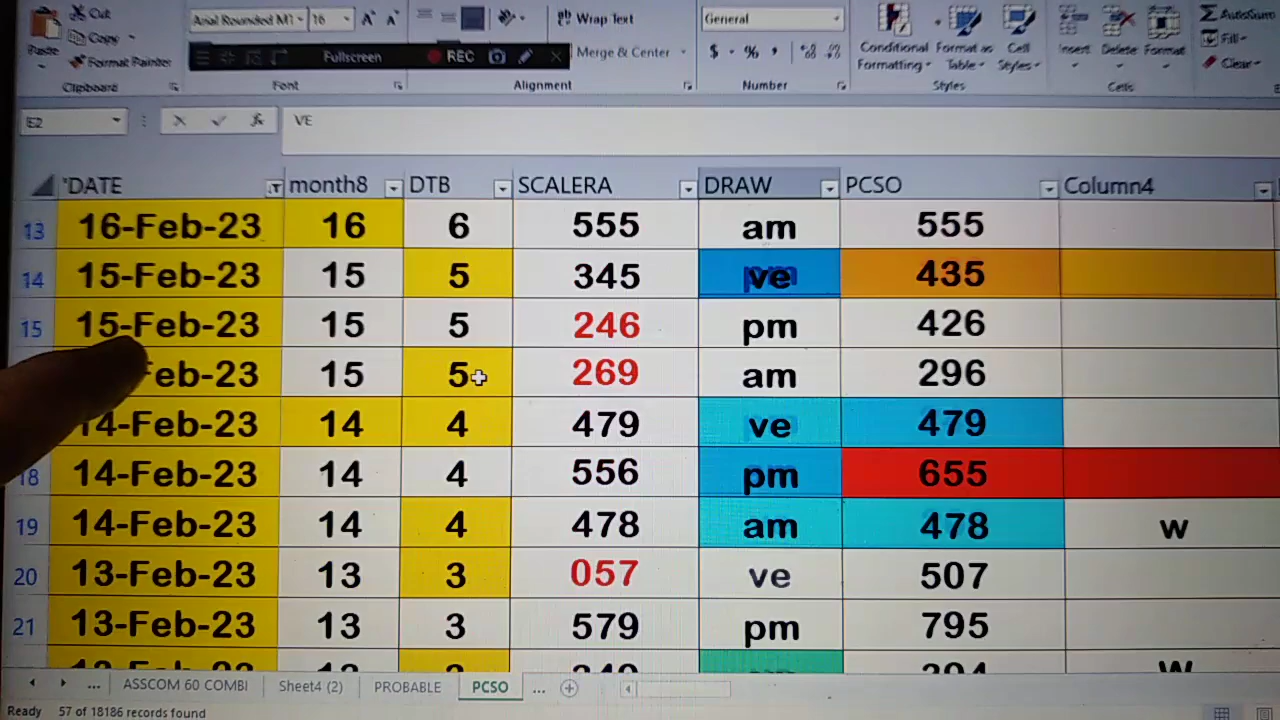 Cut
Copy
Paste
Format Painter
Clipboard
Arial Rounded MT
16
Fullscreen
REC
Font
Wrap Text
Merge & Center
Alignment
General
$ % ,
Number
Conditional Formatting
Format as Table
Cell Styles
Styles
Insert
Delete
Format
Cells
AutoSum
Fill
Clear
E2
fx
VE
'DATE month8 DTB SCALERA DRAW PCSO Column4
13 16-Feb-23 16 6 555 am 555
14 15-Feb-23 15 5 345 ve 435
15 15-Feb-23 15 5 246 pm 426
eb-23 15 5 269 am 296
14-Feb-23 14 4 479 ve 479
18 14-Feb-23 14 4 556 pm 655
19 14-Feb-23 14 4 478 am 478 w
20 13-Feb-23 13 3 057 ve 507
21 13-Feb-23 13 3 579 pm 795
... ASSCOM 60 COMBI Sheet4 (2) PROBABLE PCSO ...
Ready 57 of 18186 records found